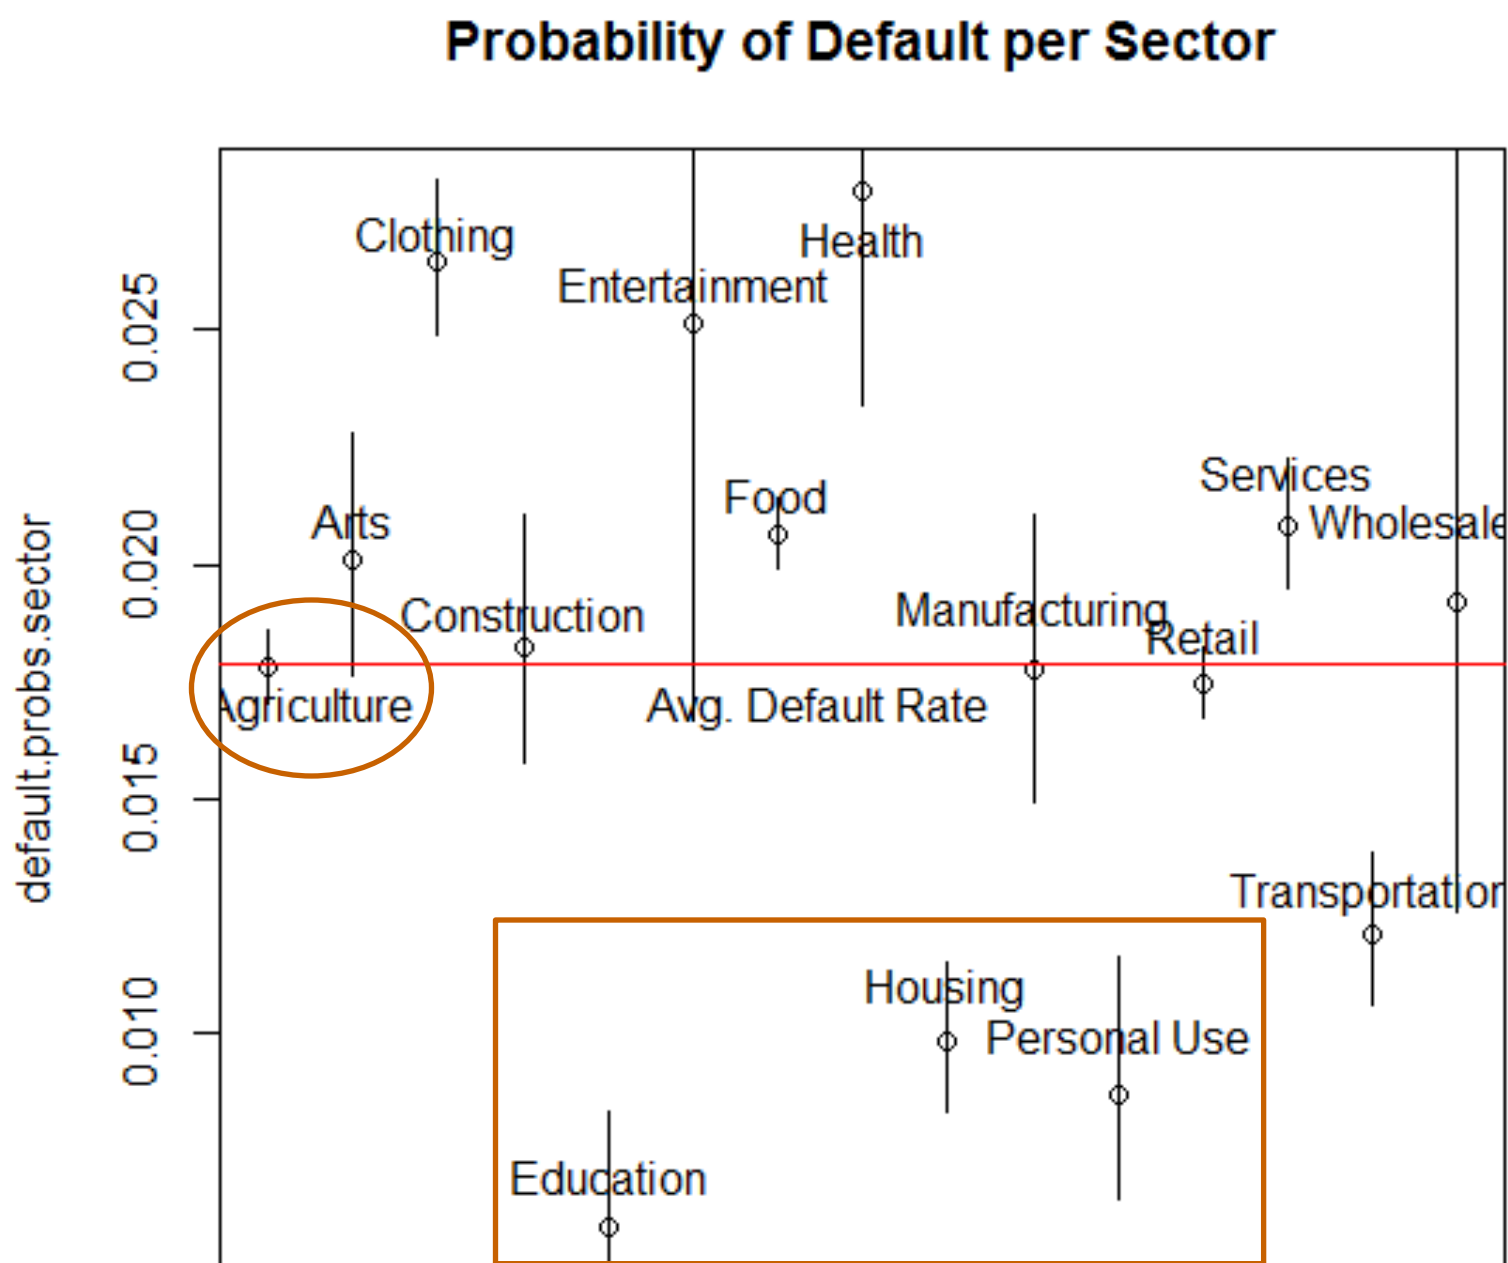 Probability of Default per Sector
default.probs.sector
0.025
0.020
0.015
0.010
Clothing
Health
Entertainment
Services
Food
Arts
Wholesale
Construction
Manufacturing
Retail
Agriculture
Avg. Default Rate
Transportation
Housing
Personal Use
Education